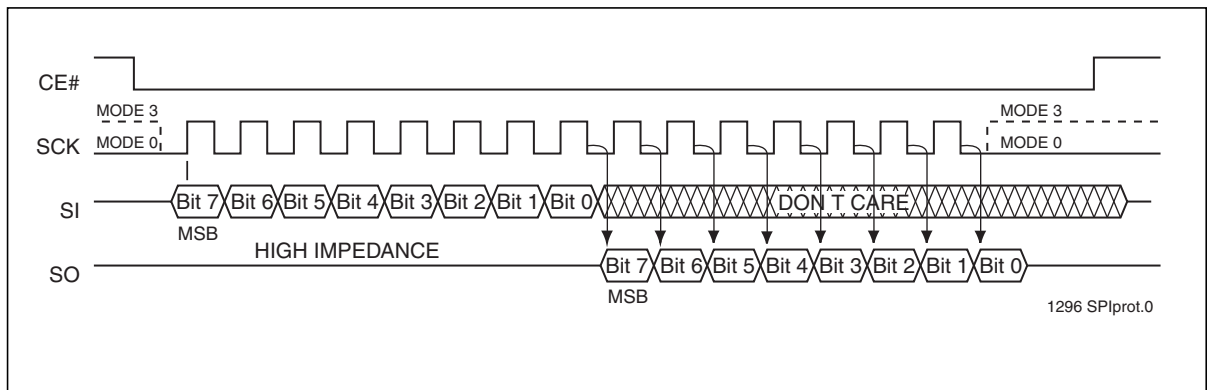 CE#
MODE 3
MODE 3
SCK
MODE 0
MODE 0
SI
Bit 7 Bit 6 Bit 5 Bit 4 Bit 3 Bit 2 Bit 1 Bit 0 DON T CARE
MSB
HIGH IMPEDANCE
SO
Bit 7 Bit 6 Bit 5 Bit 4 Bit 3 Bit 2 Bit 1 Bit 0
MSB
1296 SPIprot.0